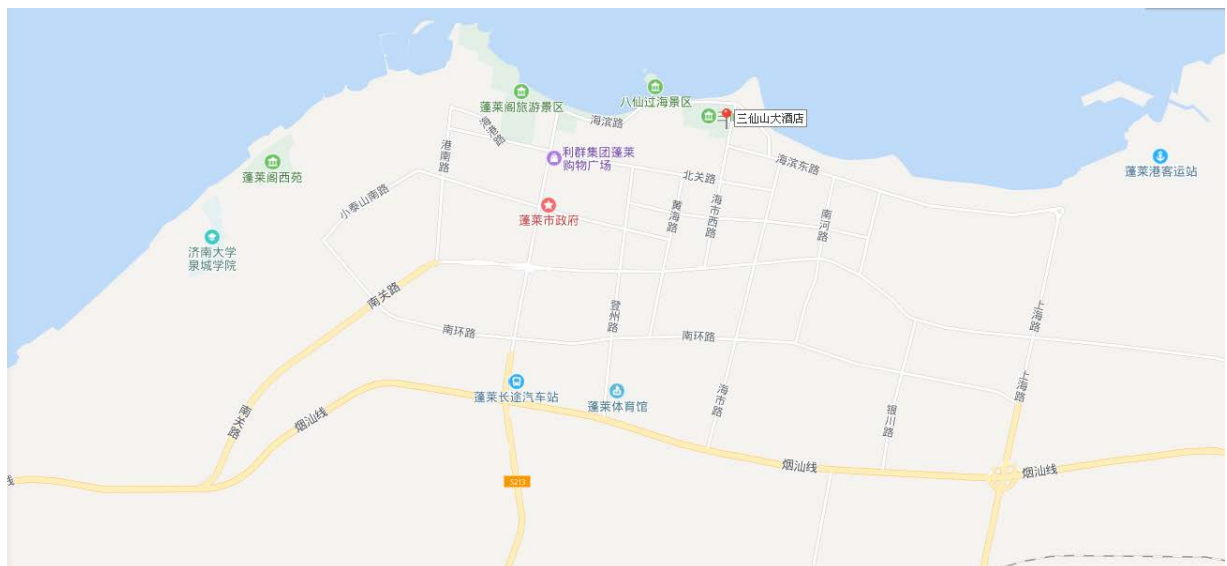 蓬莱阁旅游景区
八仙过海景区
三仙山大酒店
海滨路
海港路
港南路
利群集团蓬莱
购物广场
蓬莱阁西苑
小泰山南路
北关路
海滨东路
蓬莱港客运站
蓬莱市政府
黄海路
海市西路
南河路
济南大学
泉城学院
南关路
登州路
上海路
南环路
南环路
蓬莱长途汽车站
蓬莱体育馆
海市路
上海路
银川路
南关路
烟汕线
烟汕线
烟汕线
线
S213